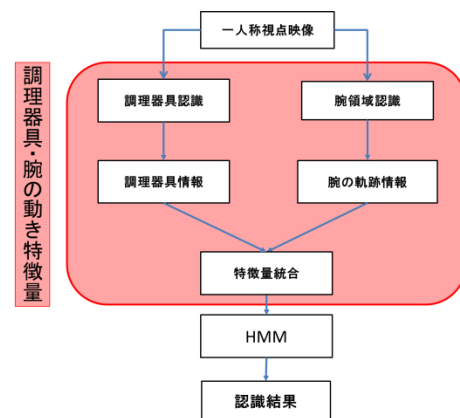 一人称視点映像
調理器具・腕の動き特徴量
調理器具認識
腕領域認識
調理器具情報
腕の軌跡情報
特徴量統合
HMM
認識結果